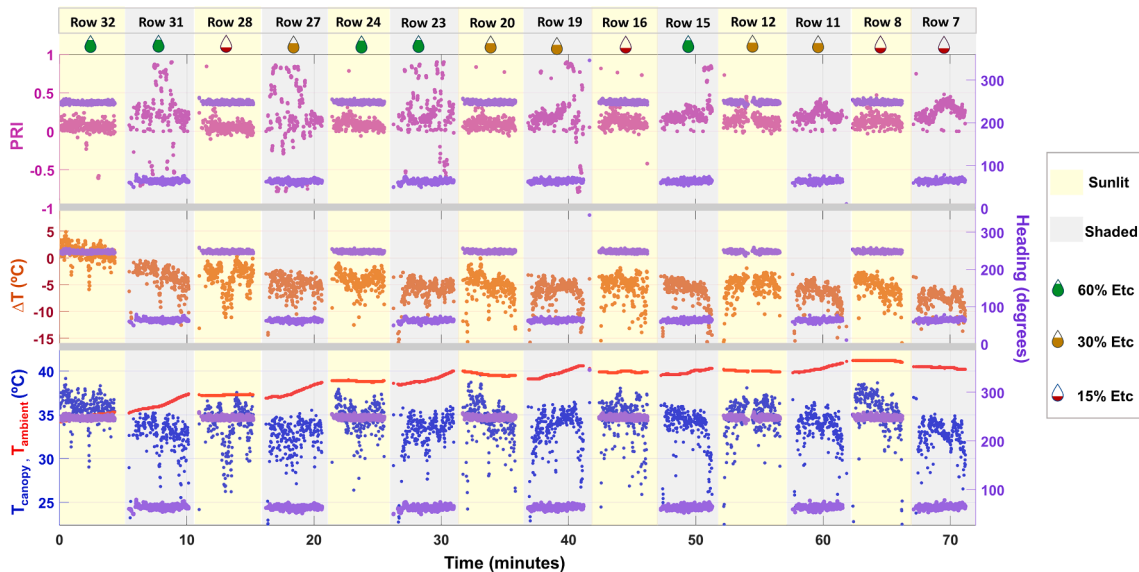 Row 32 Row 31 Row 28 Row 27 Row 24 Row 23 Row 20 Row 19 Row 16 Row 15 Row 12 Row 11 Row 8 Row 7
PRI
1
0.5
0
-0.5
-1
300
200
100
0
ΔT (ºC)
5
0
-5
-10
-15
300
200
100
0
Heading (degrees)
Tcanopy , Tambient (ºC)
40
35
30
25
300
200
100
0 10 20 30 40 50 60 70
Time (minutes)
Sunlit
Shaded
60% Etc
30% Etc
15% Etc